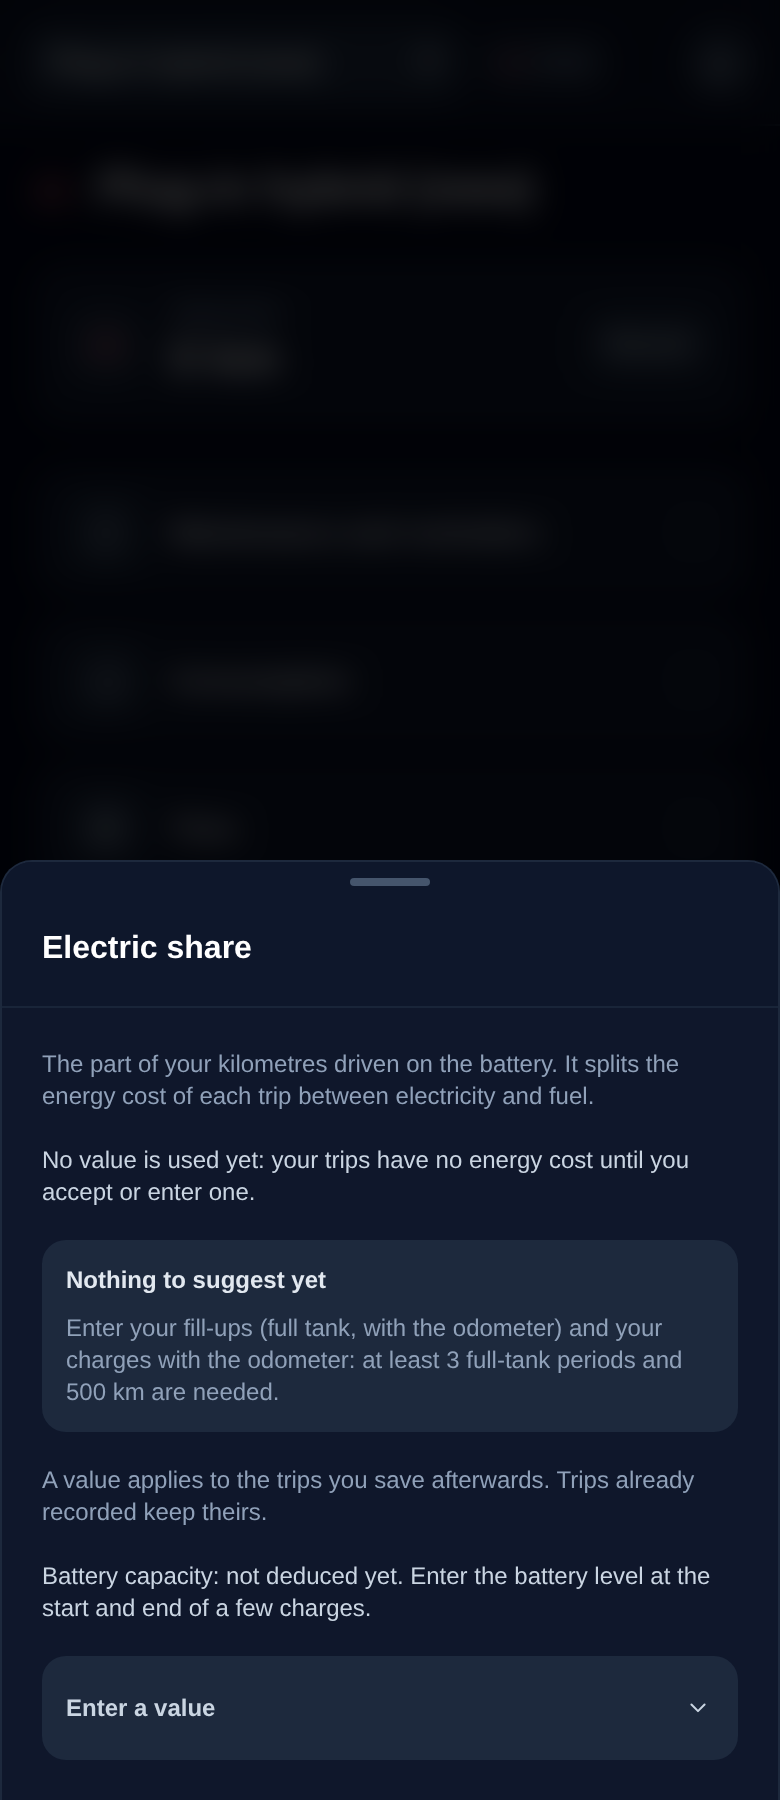 Electric share
The part of your kilometres driven on the battery. It splits the
energy cost of each trip between electricity and fuel.
No value is used yet: your trips have no energy cost until you
accept or enter one.
Nothing to suggest yet
Enter your fill-ups (full tank, with the odometer) and your
charges with the odometer: at least 3 full-tank periods and
500 km are needed.
A value applies to the trips you save afterwards. Trips already
recorded keep theirs.
Battery capacity: not deduced yet. Enter the battery level at the
start and end of a few charges.
Enter a value